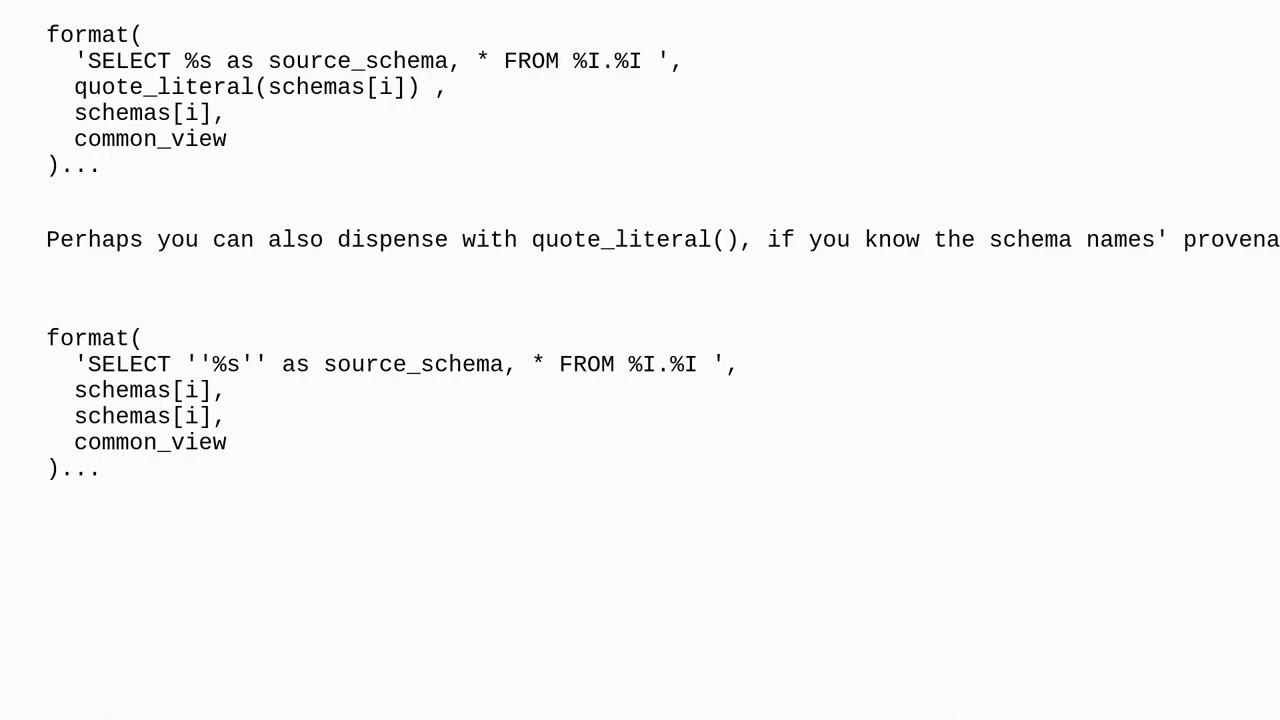 format(
  'SELECT %s as source_schema, * FROM %I.%I ',
  quote_literal(schemas[i]) ,
  schemas[i],
  common_view
)...
Perhaps you can also dispense with quote_literal(), if you know the schema names'
format(
  'SELECT ''%s'' as source_schema, * FROM %I.%I ',
  schemas[i],
  schemas[i],
  common_view
)...